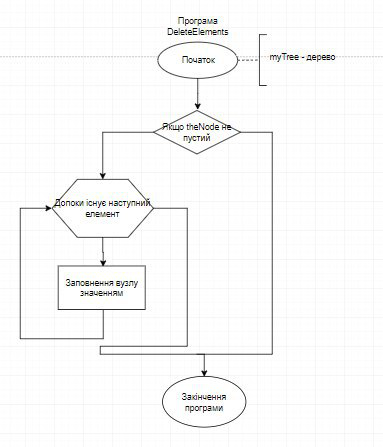 Програма
DeleteElements
Початок
myTree - дерево
Якщо theNode не
пустий
Допоки існує наступний
елемент
Заповнення вузлу
значенням
Закінчення
програми